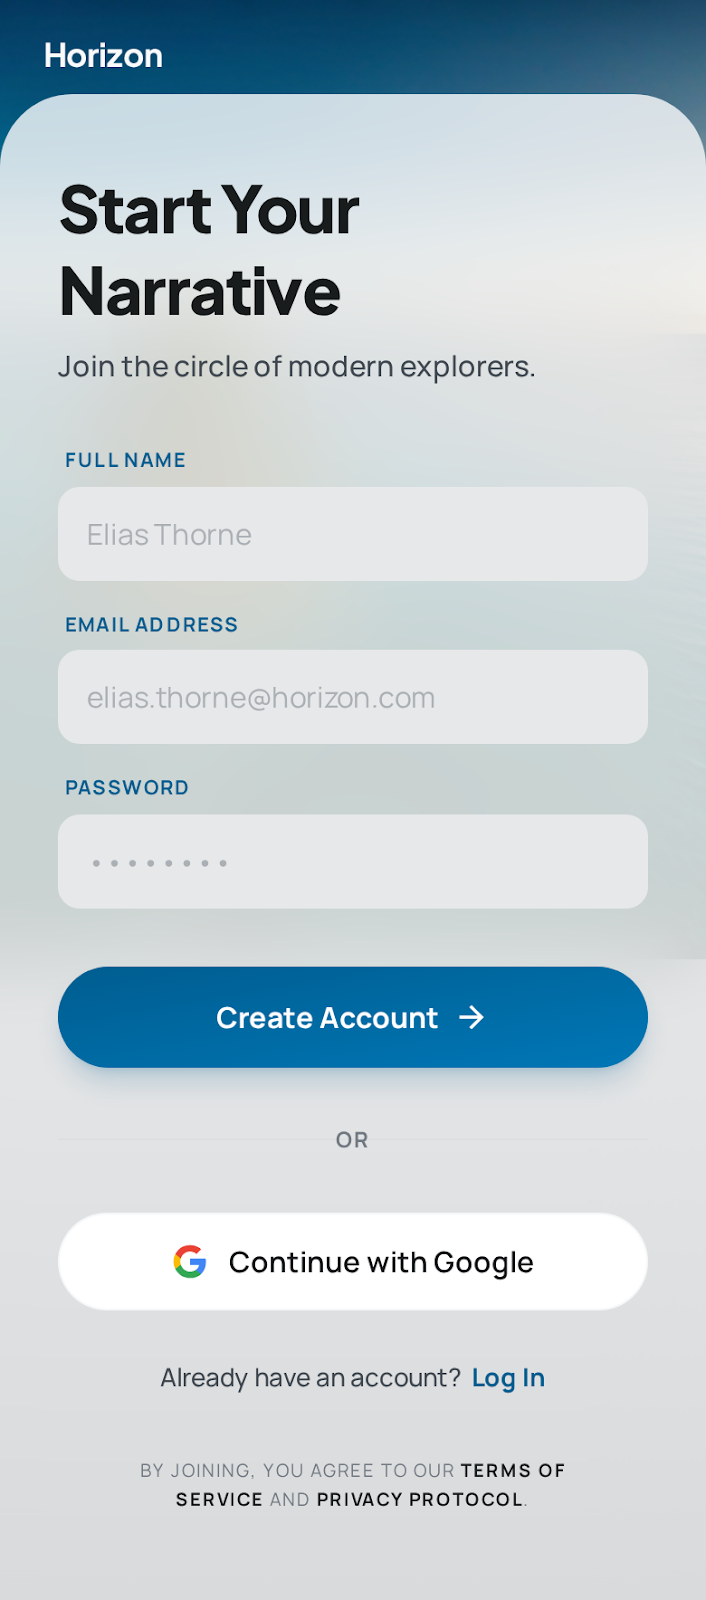 Horizon
Start Your
Narrative
Join the circle of modern explorers.
FULL NAME
Elias Thorne
EMAIL ADDRESS
elias.thorne@horizon.com
PASSWORD
••••••••
Create Account →
OR
Continue with Google
Already have an account? Log In
BY JOINING, YOU AGREE TO OUR TERMS OF
SERVICE AND PRIVACY PROTOCOL.